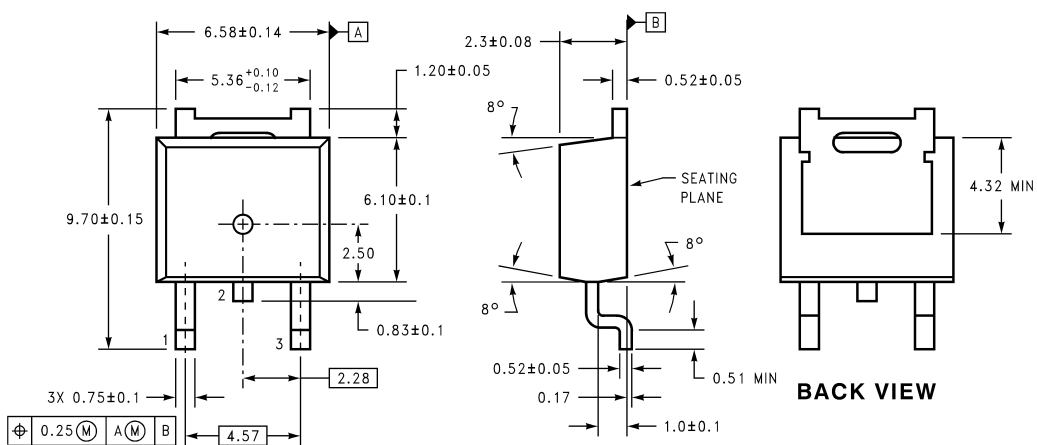 6.58±0.14
A
5.36 +0.10 -0.12
1.20±0.05
9.70±0.15
6.10±0.1
2.50
2
0.83±0.1
1
3
2.28
3X 0.75±0.1
4.57
⌖ 0.25 Ⓜ A Ⓜ B
B
2.3±0.08
0.52±0.05
8°
SEATING
PLANE
8°
8°
0.52±0.05
0.51 MIN
0.17
1.0±0.1
4.32 MIN
BACK VIEW